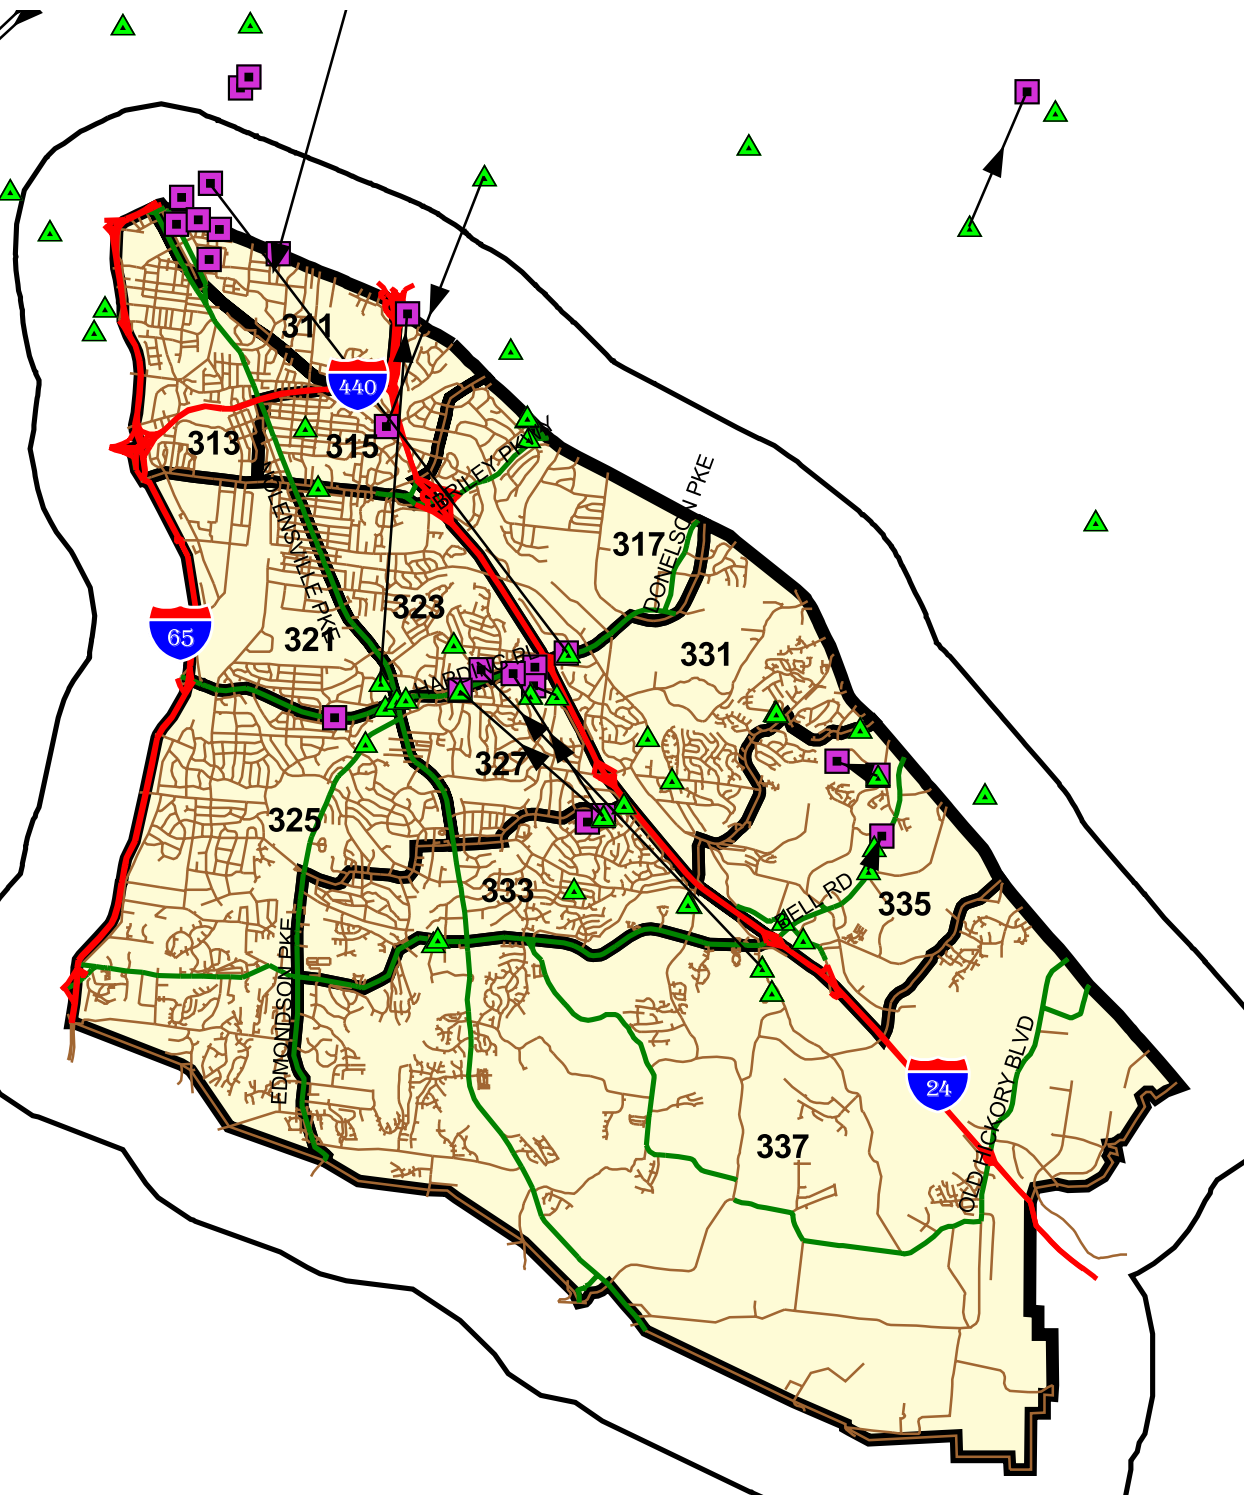 311
440
313
315
BRILEY PKWY
NOLENSVILLE PKE
DONELSON PKE
317
323
65
321
331
HARDING PL
327
325
333
BELL RD
335
EDMONDSON PKE
24
OLD HICKORY BLVD
337